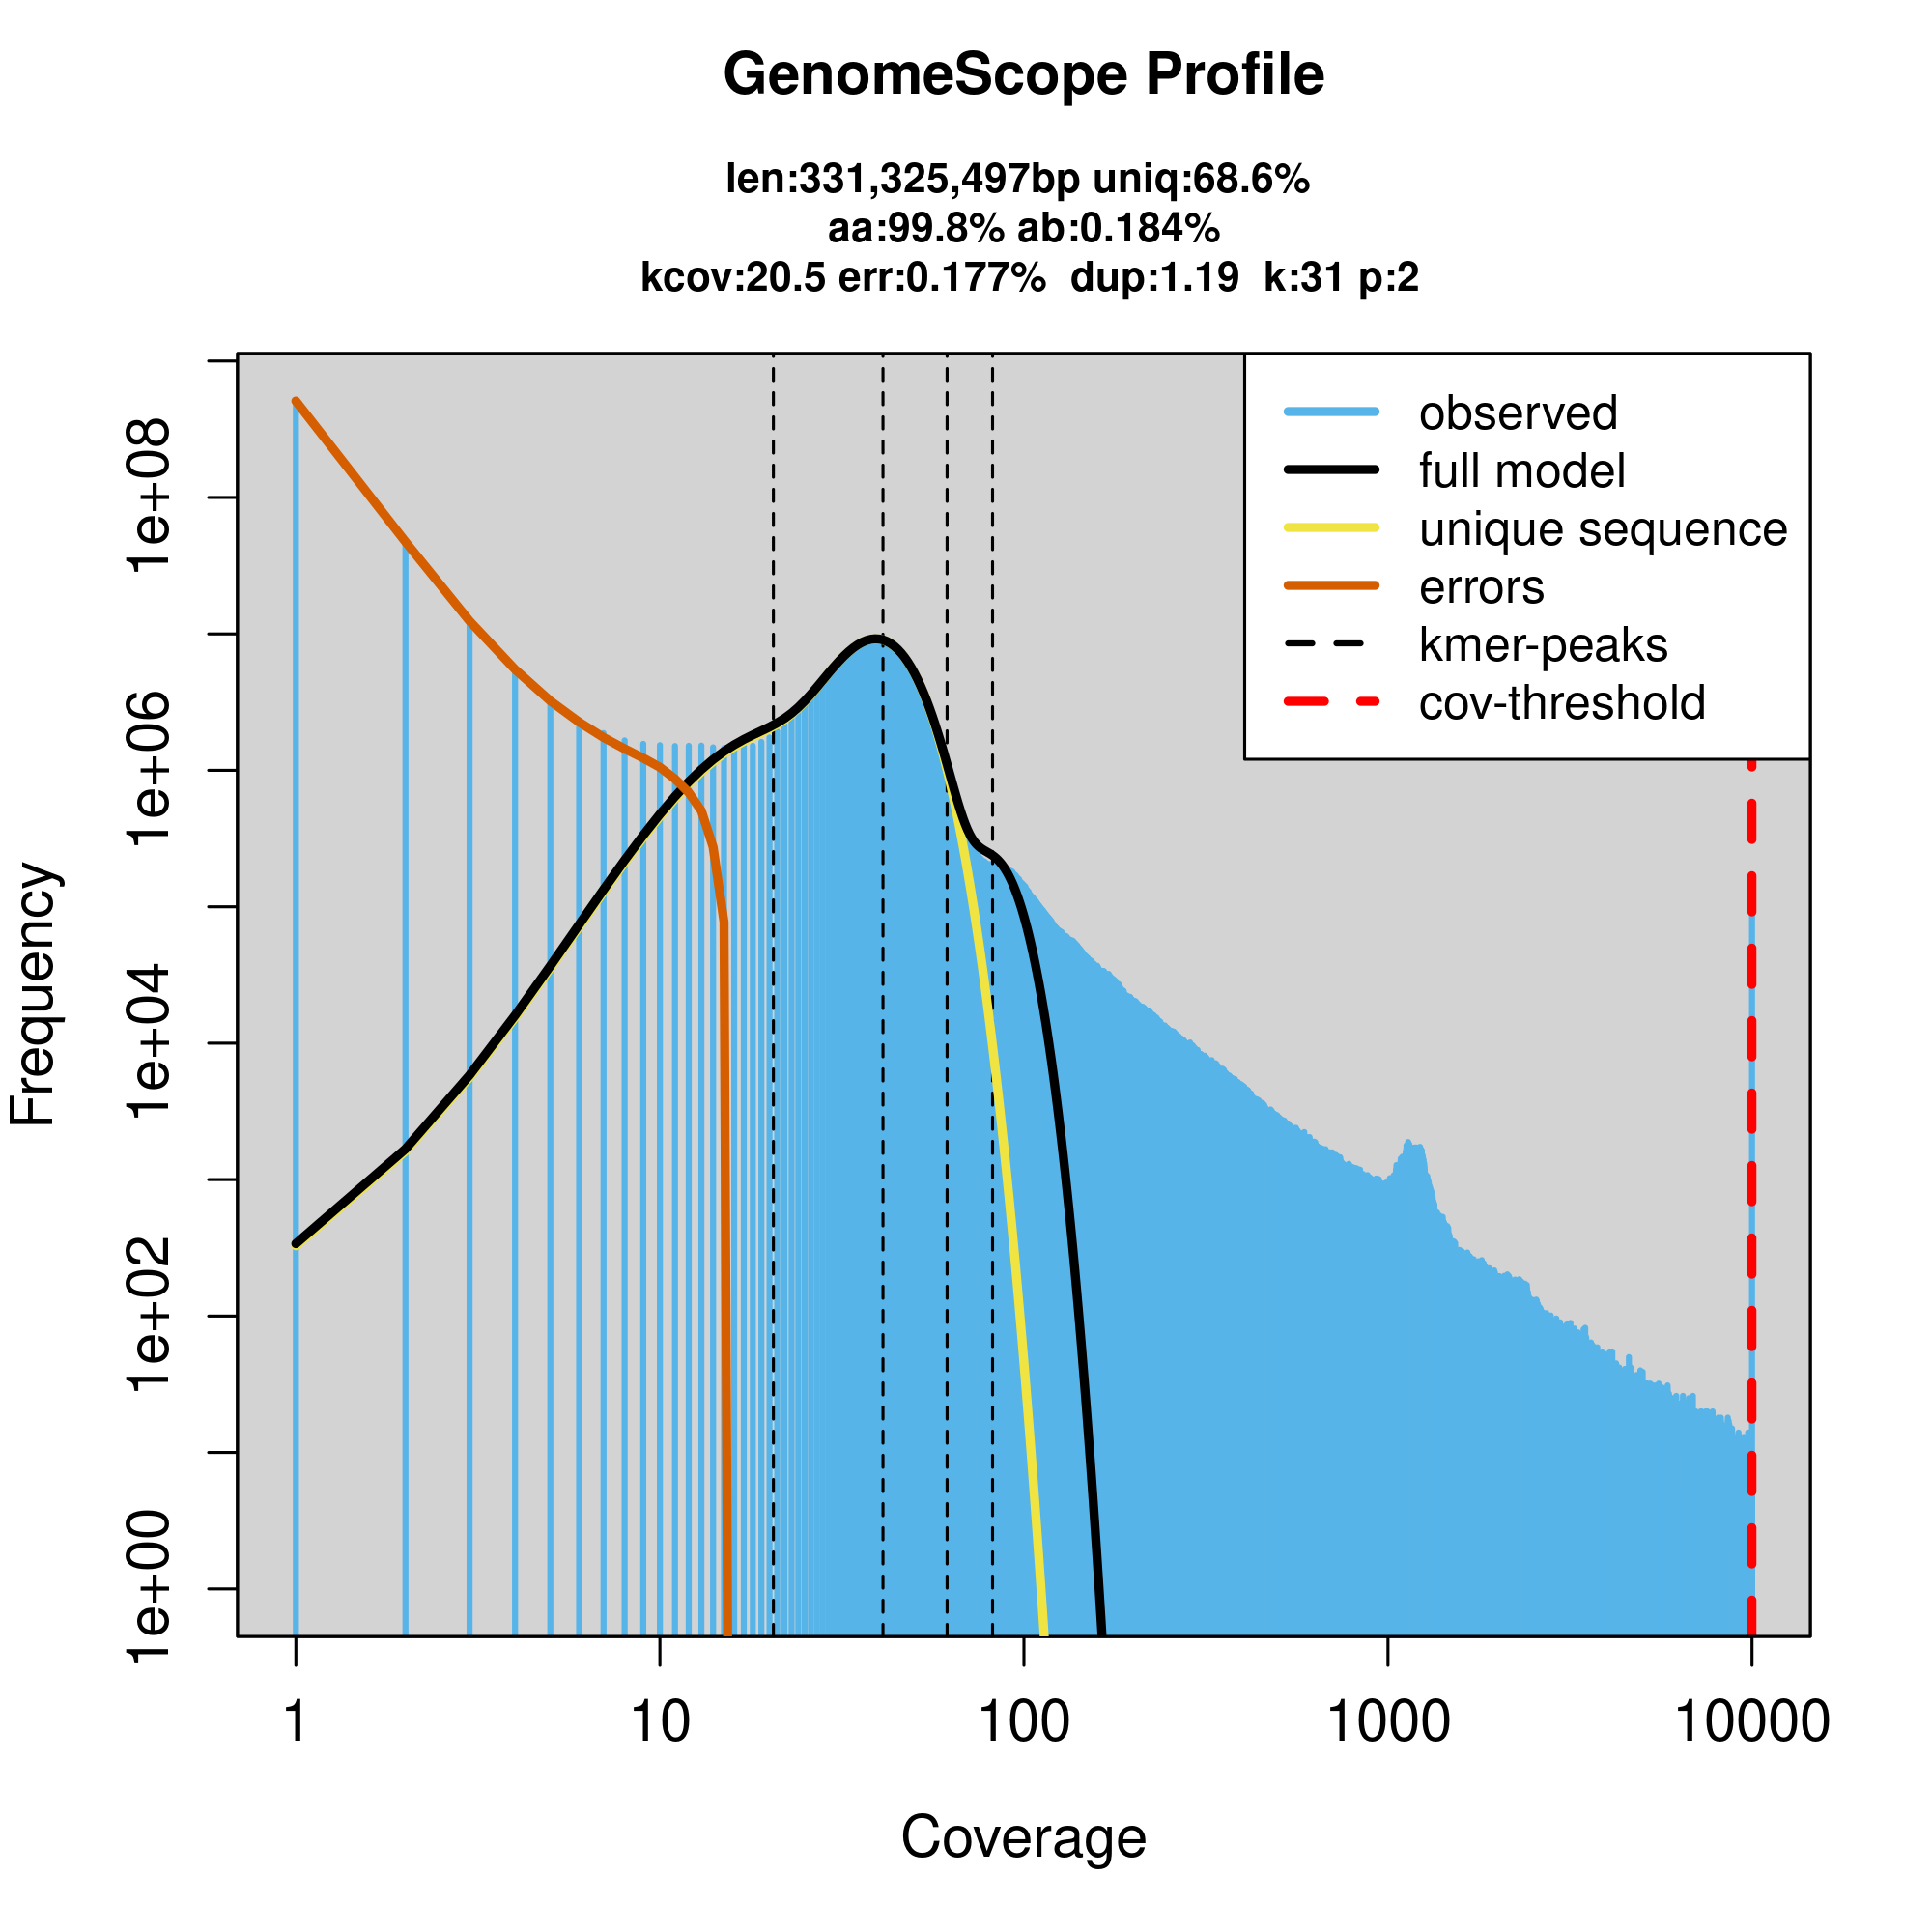 GenomeScope Profile
len:331,325,497bp uniq:68.6%
aa:99.8% ab:0.184%
kcov:20.5 err:0.177%  dup:1.19  k:31 p:2
observed
full model
unique sequence
errors
kmer-peaks
cov-threshold
Frequency
1e+08
1e+06
1e+04
1e+02
1e+00
1 10 100 1000 10000
Coverage